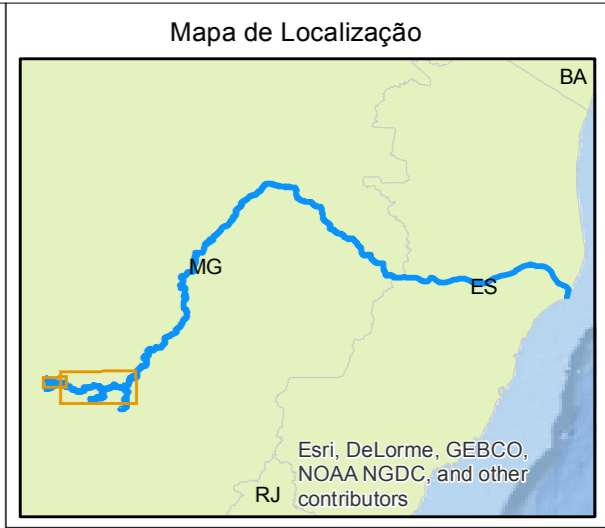 Mapa de Localização
BA
MG
ES
Esri, DeLorme, GEBCO,
NOAA NGDC, and other
RJ
contributors